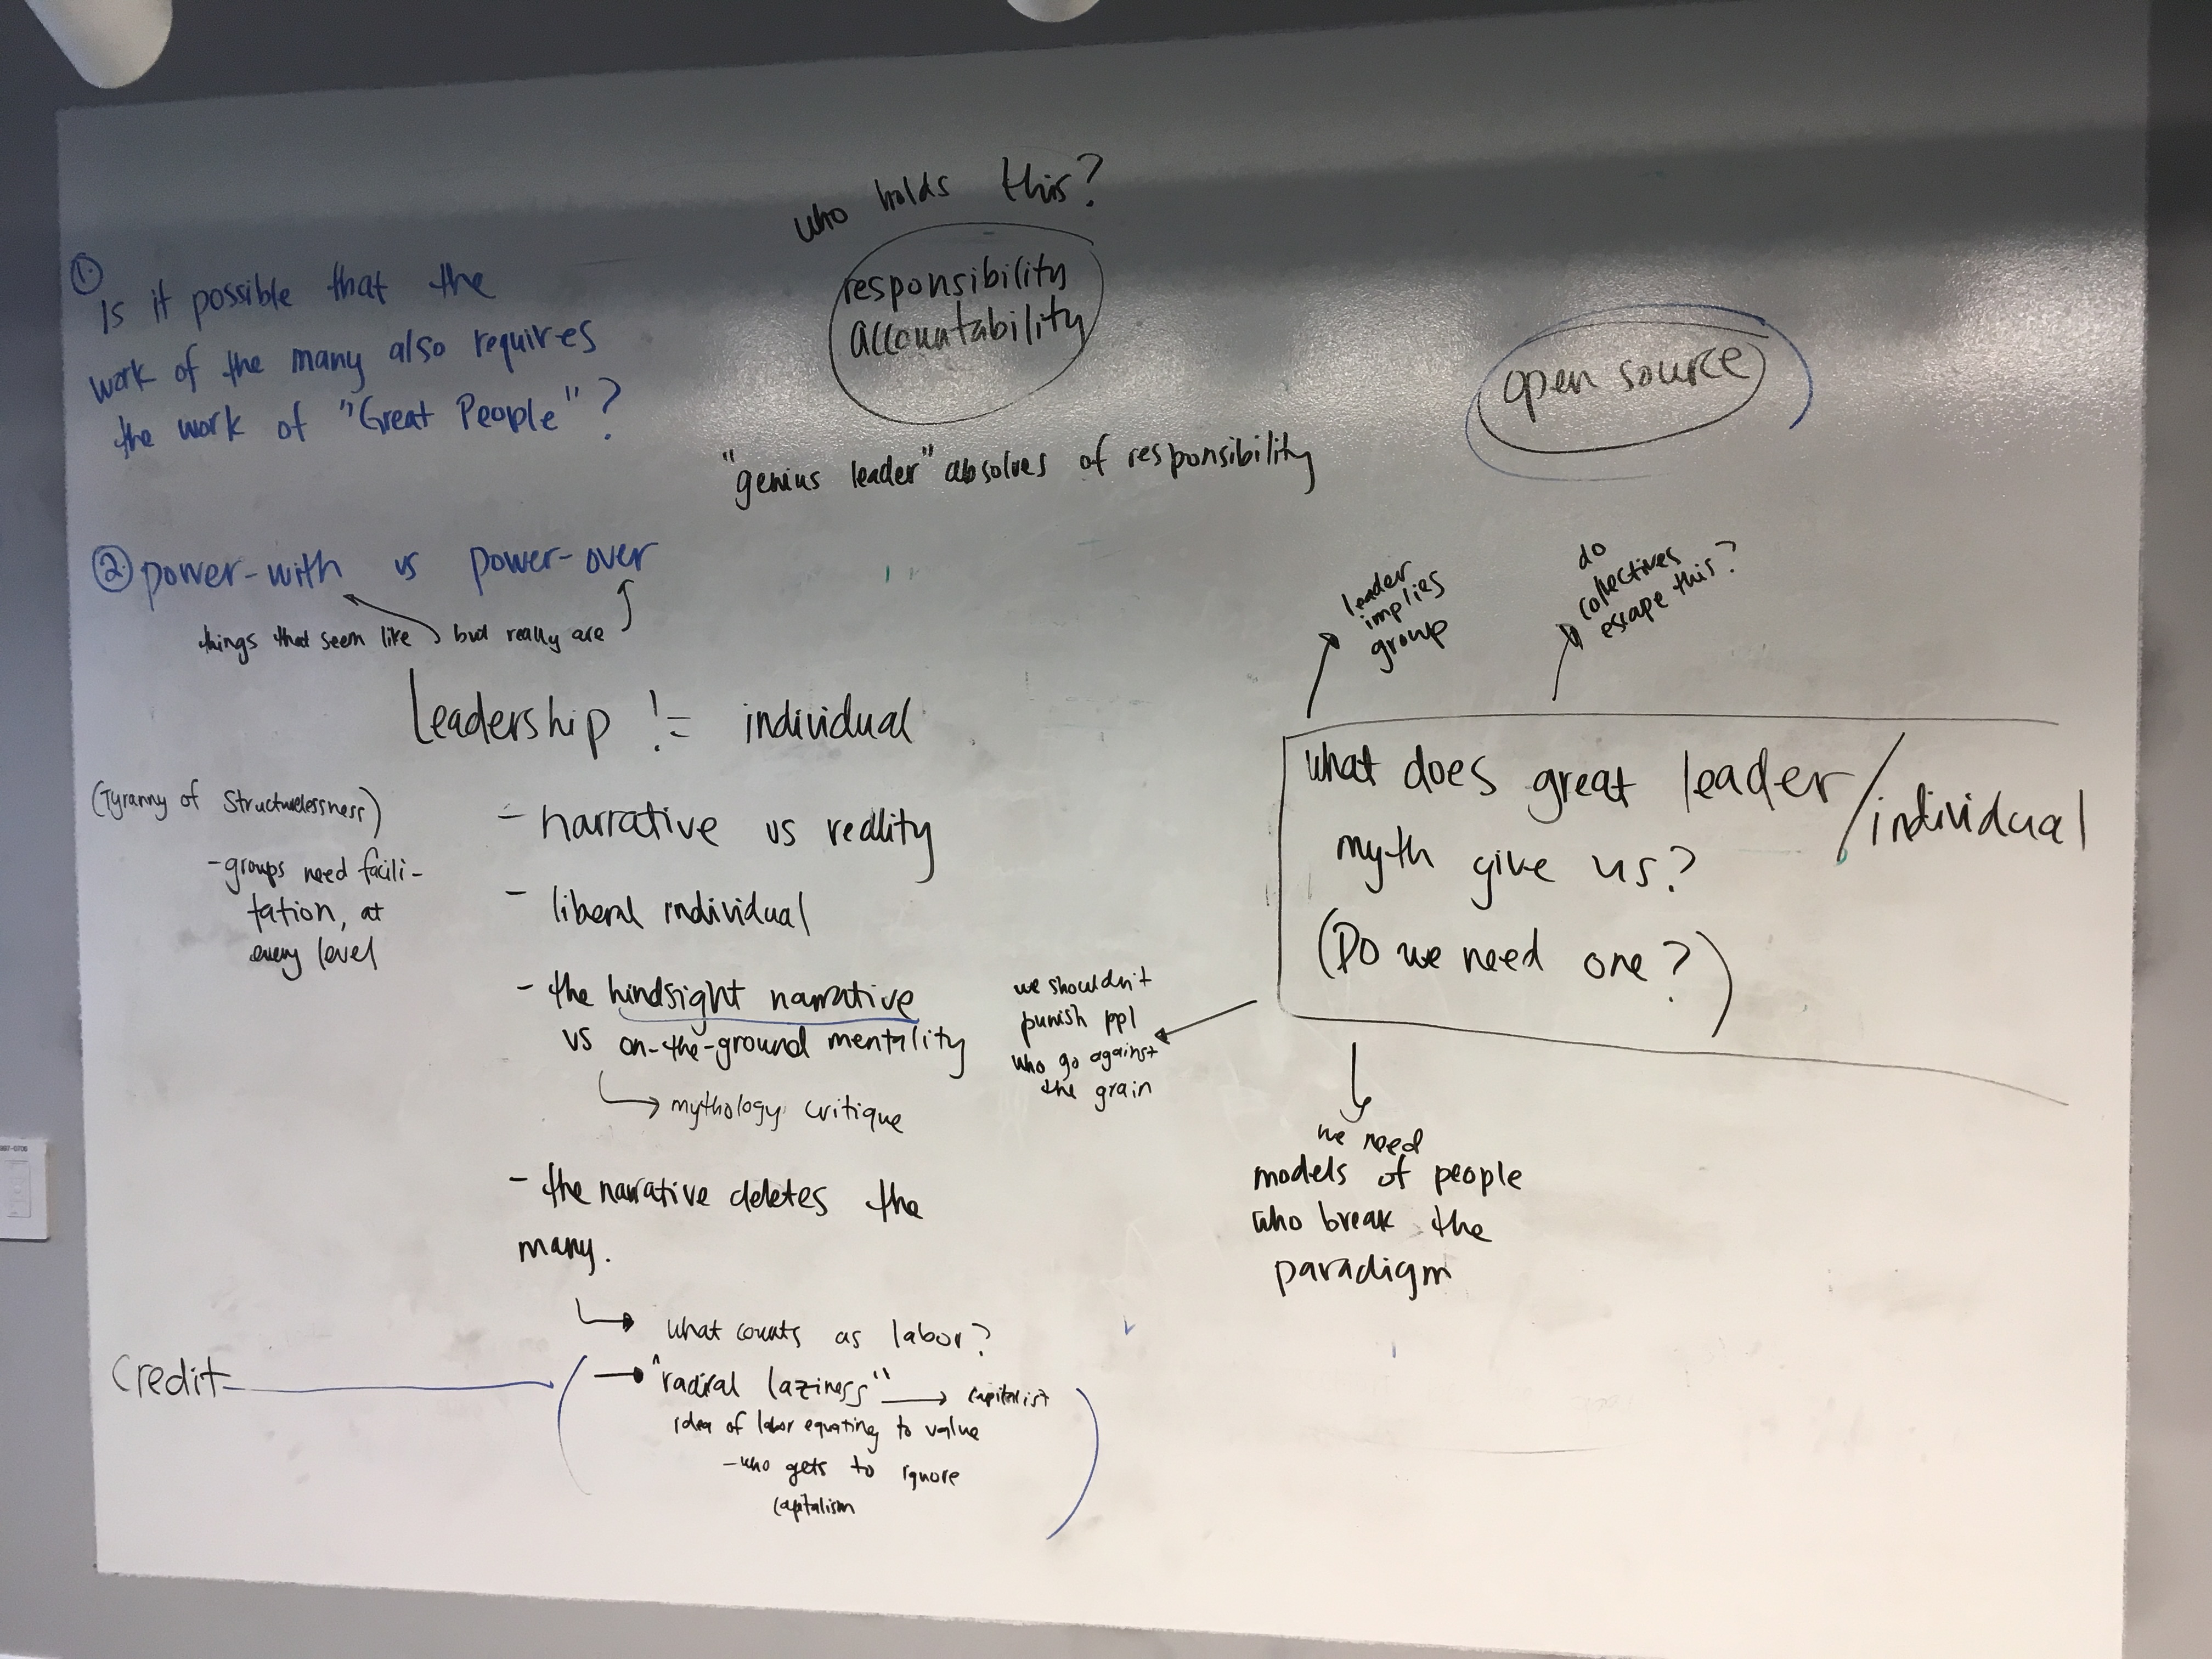 who holds this?
responsibility
accountability
"genius leader" absolves of responsibility
open source
1.
Is it possible that the
work of the many also requires
the work of "Great People"?
2. power-with vs power-over
things that seem like but really are
Leadership != individual
(Tyranny of Structurelessness)
- groups need facili-
tation, at
every level
- narrative vs reality
- liberal individual
- the hindsight narrative
vs on-the-ground mentality
mythology critique
- the narrative deletes the
many.
what counts as labor?
Credit
"radical laziness" → capitalist
idea of labor equating to value
- who gets to ignore
capitalism
leader
implies
group
do
collectives
escape this?
what does great leader/individual
myth give us?
(Do we need one?)
we shouldn't
punish ppl
who go against
the grain
we need
models of people
who break the
paradigm